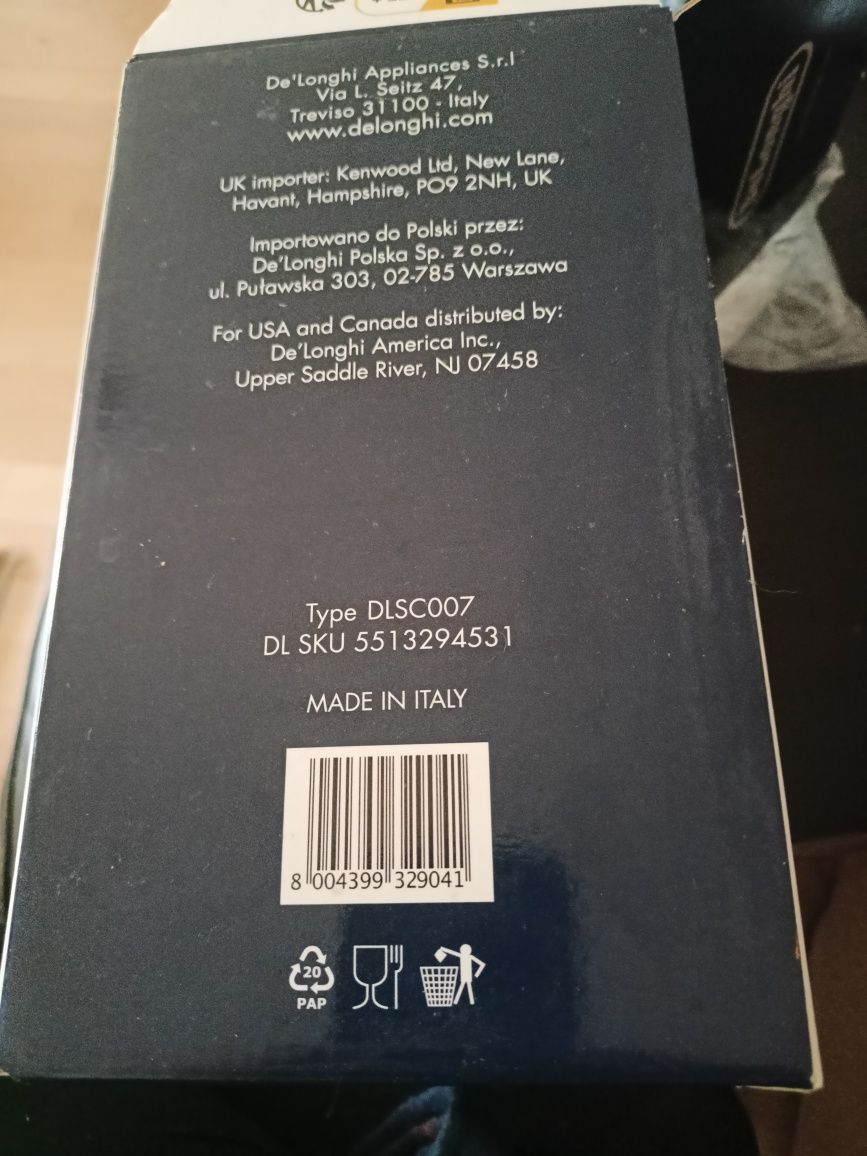 De'Longhi Appliances S.r.l
Via L. Seitz 47,
Treviso 31100 - Italy
www.delonghi.com
UK importer: Kenwood Ltd, New Lane,
Havant, Hampshire, PO9 2NH, UK
Importowano do Polski przez:
De'Longhi Polska Sp. z o.o.,
ul. Puławska 303, 02-785 Warszawa
For USA and Canada distributed by:
De'Longhi America Inc.,
Upper Saddle River, NJ 07458
Type DLSC007
DL SKU 5513294531
MADE IN ITALY
8 004399 329041
20
PAP